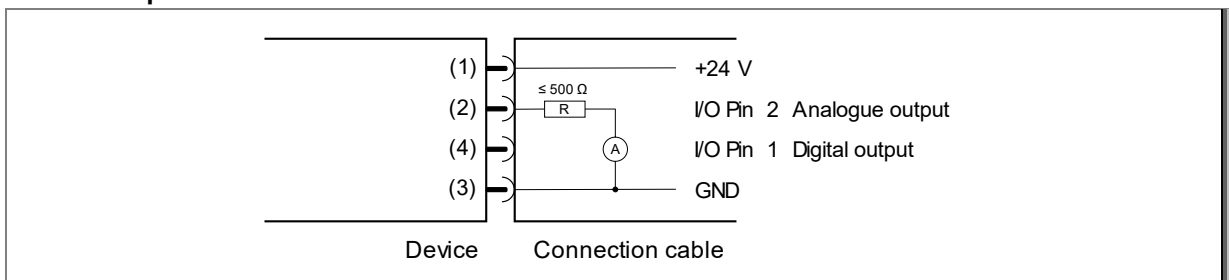 (1) +24 V
≤ 500 Ω
(2) R I/O Pin 2 Analogue output
(4) A I/O Pin 1 Digital output
(3) GND
Device Connection cable